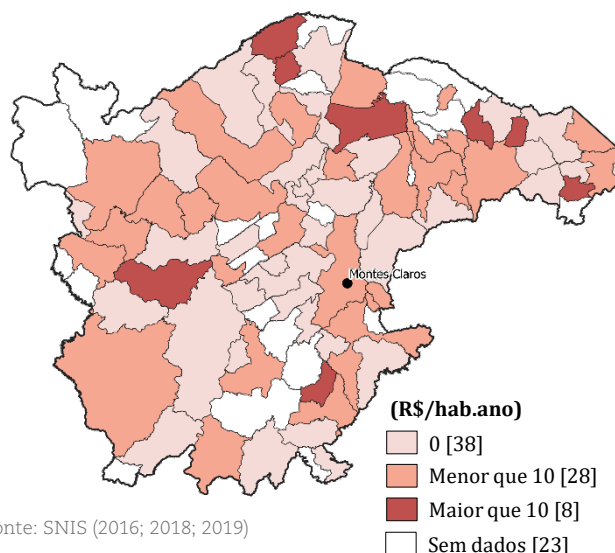 Montes Claros
(R$/hab.ano)
0 [38]
Menor que 10 [28]
Maior que 10 [8]
Sem dados [23]
onte: SNIS (2016; 2018; 2019)